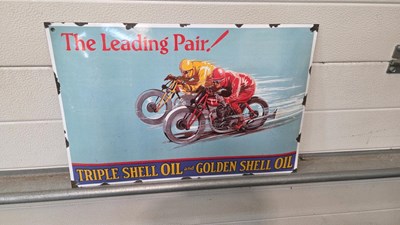 The Leading Pair!
TRIPLE SHELL OIL and GOLDEN SHELL OIL